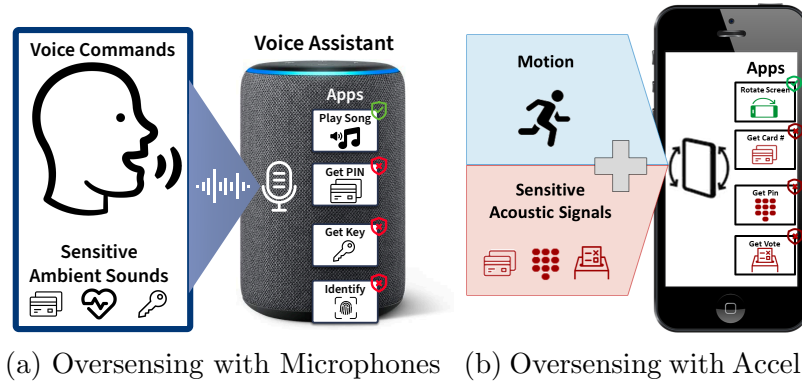 Voice Commands
Sensitive
Ambient Sounds
Voice Assistant
Apps
Play Song
Get PIN
Get Key
Identify
(a) Oversensing with Microphones
Motion
Sensitive
Acoustic Signals
Apps
Rotate Screen
Get Card #
Get Pin
Get Vote
(b) Oversensing with Accel